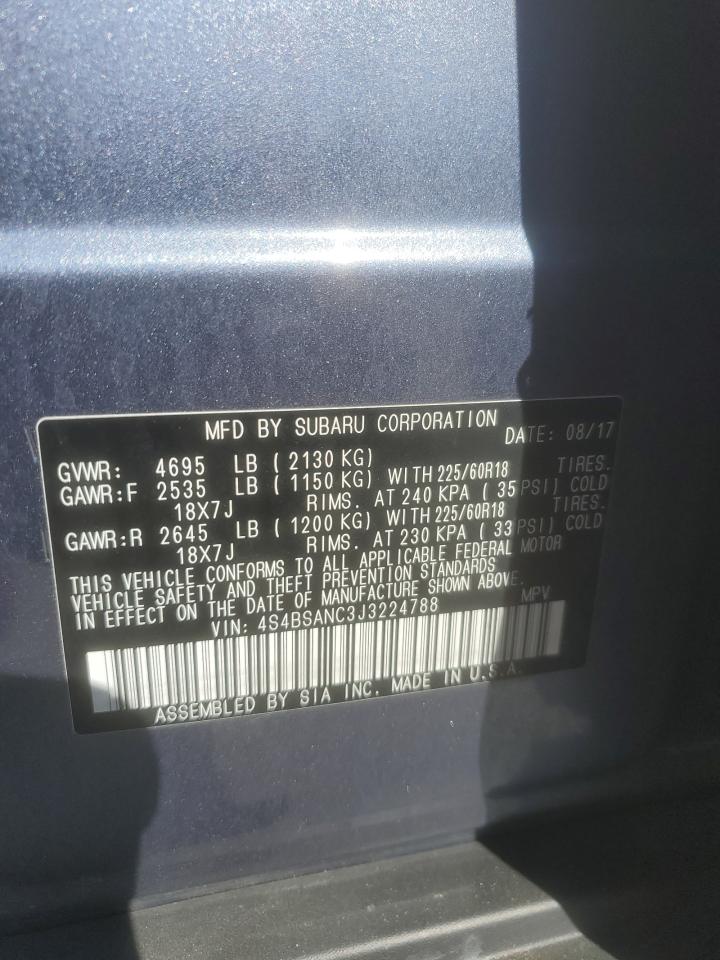 MFD BY SUBARU CORPORATION DATE: 08/17
GVWR: 4695 LB ( 2130 KG)
GAWR:F 2535 LB ( 1150 KG) WITH 225/60R18 TIRES.
18X7J RIMS. AT 240 KPA ( 35 PSI) COLD
GAWR:R 2645 LB ( 1200 KG) WITH 225/60R18 TIRES.
18X7J RIMS. AT 230 KPA ( 33 PSI) COLD
THIS VEHICLE CONFORMS TO ALL APPLICABLE FEDERAL MOTOR
VEHICLE SAFETY AND THEFT PREVENTION STANDARDS
IN EFFECT ON THE DATE OF MANUFACTURE SHOWN ABOVE.
VIN: 4S4BSANC3J3224788 MPV
ASSEMBLED BY SIA INC. MADE IN U.S.A.